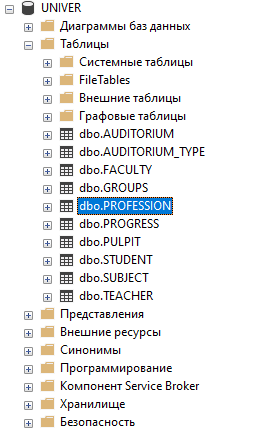 UNIVER
Диаграммы баз данных
Таблицы
Системные таблицы
FileTables
Внешние таблицы
Графовые таблицы
dbo.AUDITORIUM
dbo.AUDITORIUM_TYPE
dbo.FACULTY
dbo.GROUPS
dbo.PROFESSION
dbo.PROGRESS
dbo.PULPIT
dbo.STUDENT
dbo.SUBJECT
dbo.TEACHER
Представления
Внешние ресурсы
Синонимы
Программирование
Компонент Service Broker
Хранилище
Безопасность